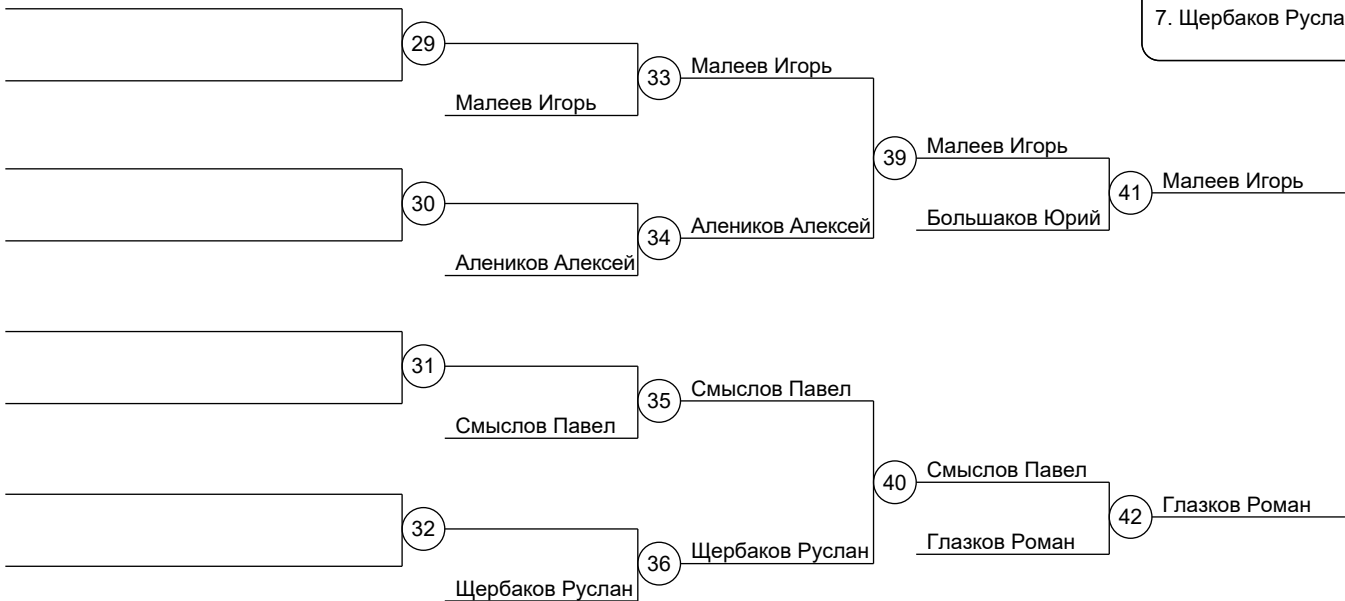 7. Щербаков Русла
29
33
Малеев Игорь
Малеев Игорь
39
Малеев Игорь
41
Малеев Игорь
30
34
Алеников Алексей
Большаков Юрий
Алеников Алексей
31
35
Смыслов Павел
Смыслов Павел
40
Смыслов Павел
42
Глазков Роман
32
36
Щербаков Руслан
Глазков Роман
Щербаков Руслан